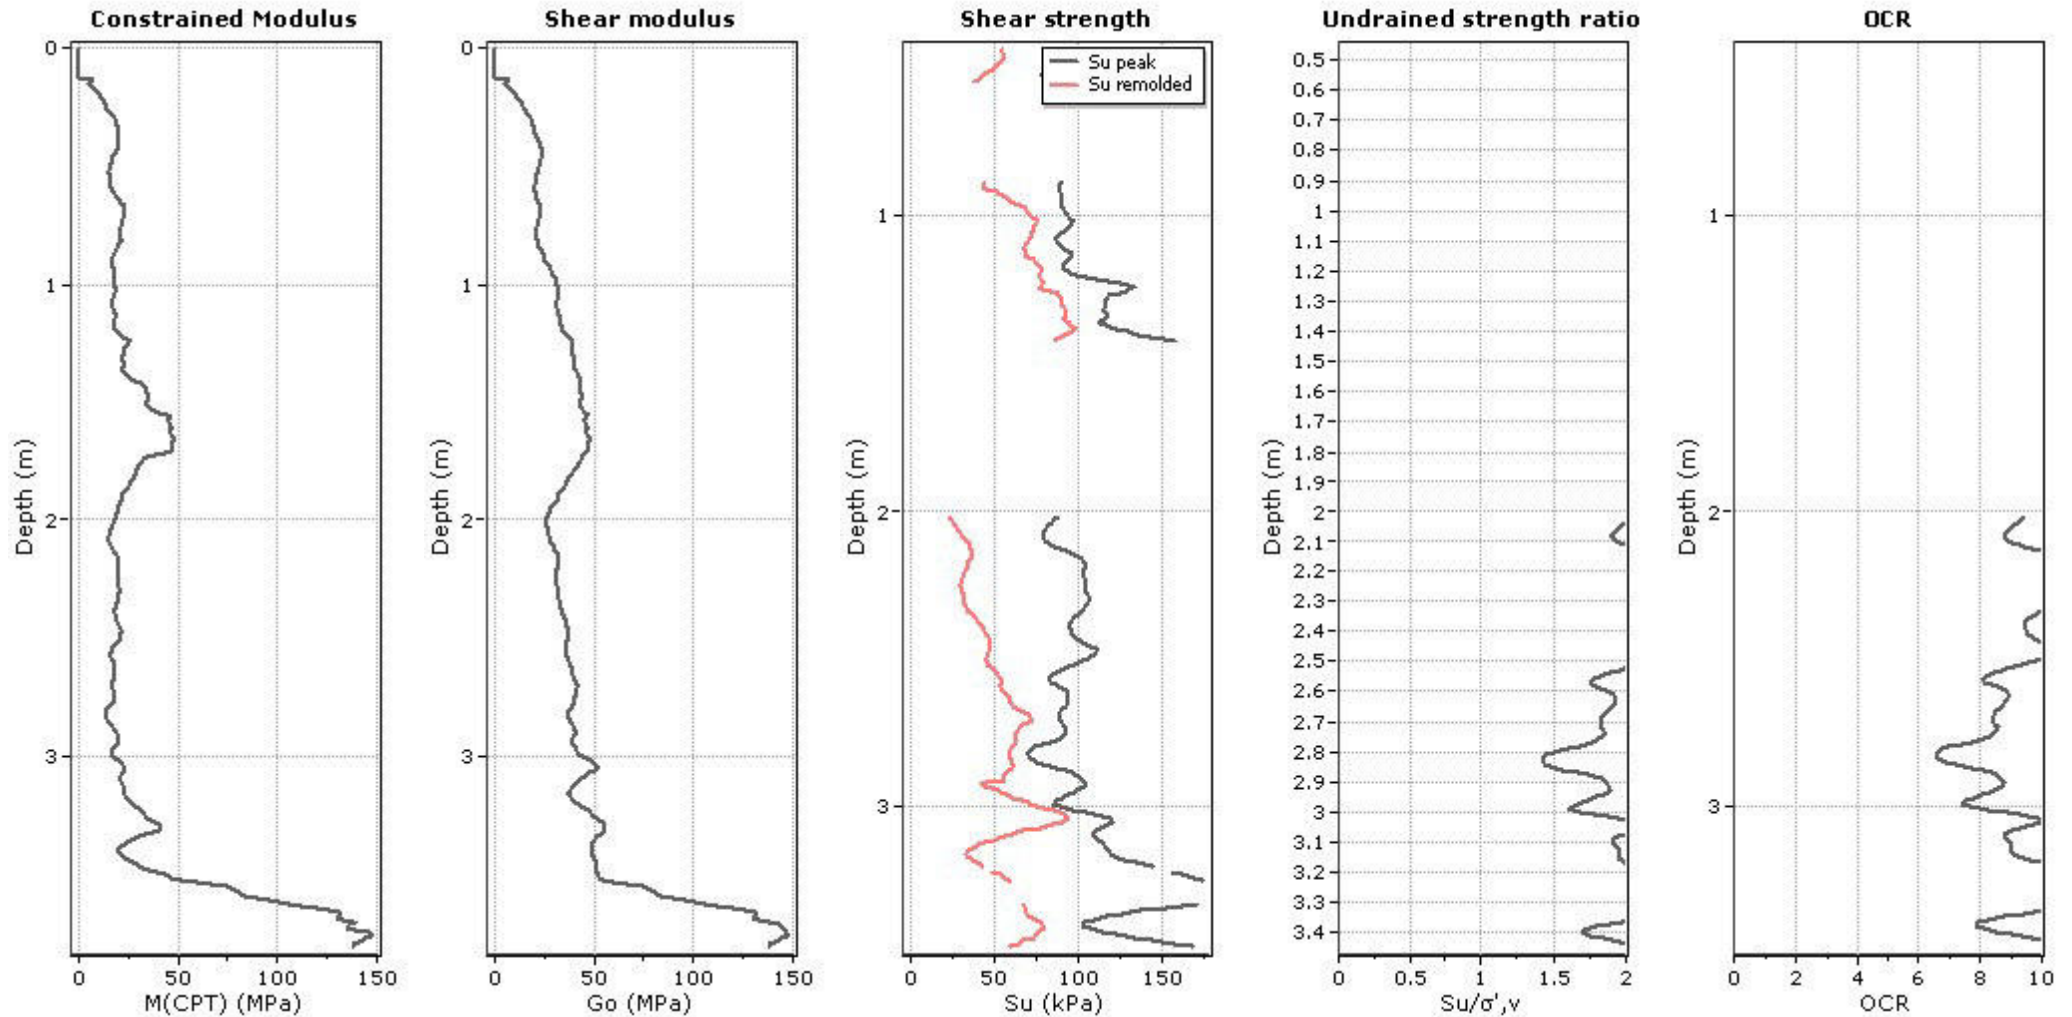 Constrained Modulus
0
1
2
3
Depth (m)
0 50 100 150
M(CPT) (MPa)
Shear modulus
0
1
2
3
Depth (m)
0 50 100 150
Go (MPa)
Shear strength
Su peak
Su remolded
1
2
3
Depth (m)
0 50 100 150
Su (kPa)
Undrained strength ratio
0.5
0.6
0.7
0.8
0.9
1
1.1
1.2
1.3
1.4
1.5
1.6
1.7
1.8
1.9
2
2.1
2.2
2.3
2.4
2.5
2.6
2.7
2.8
2.9
3
3.1
3.2
3.3
3.4
Depth (m)
0 0.5 1 1.5 2
Su/σ',v
OCR
1
2
3
Depth (m)
0 2 4 6 8 10
OCR